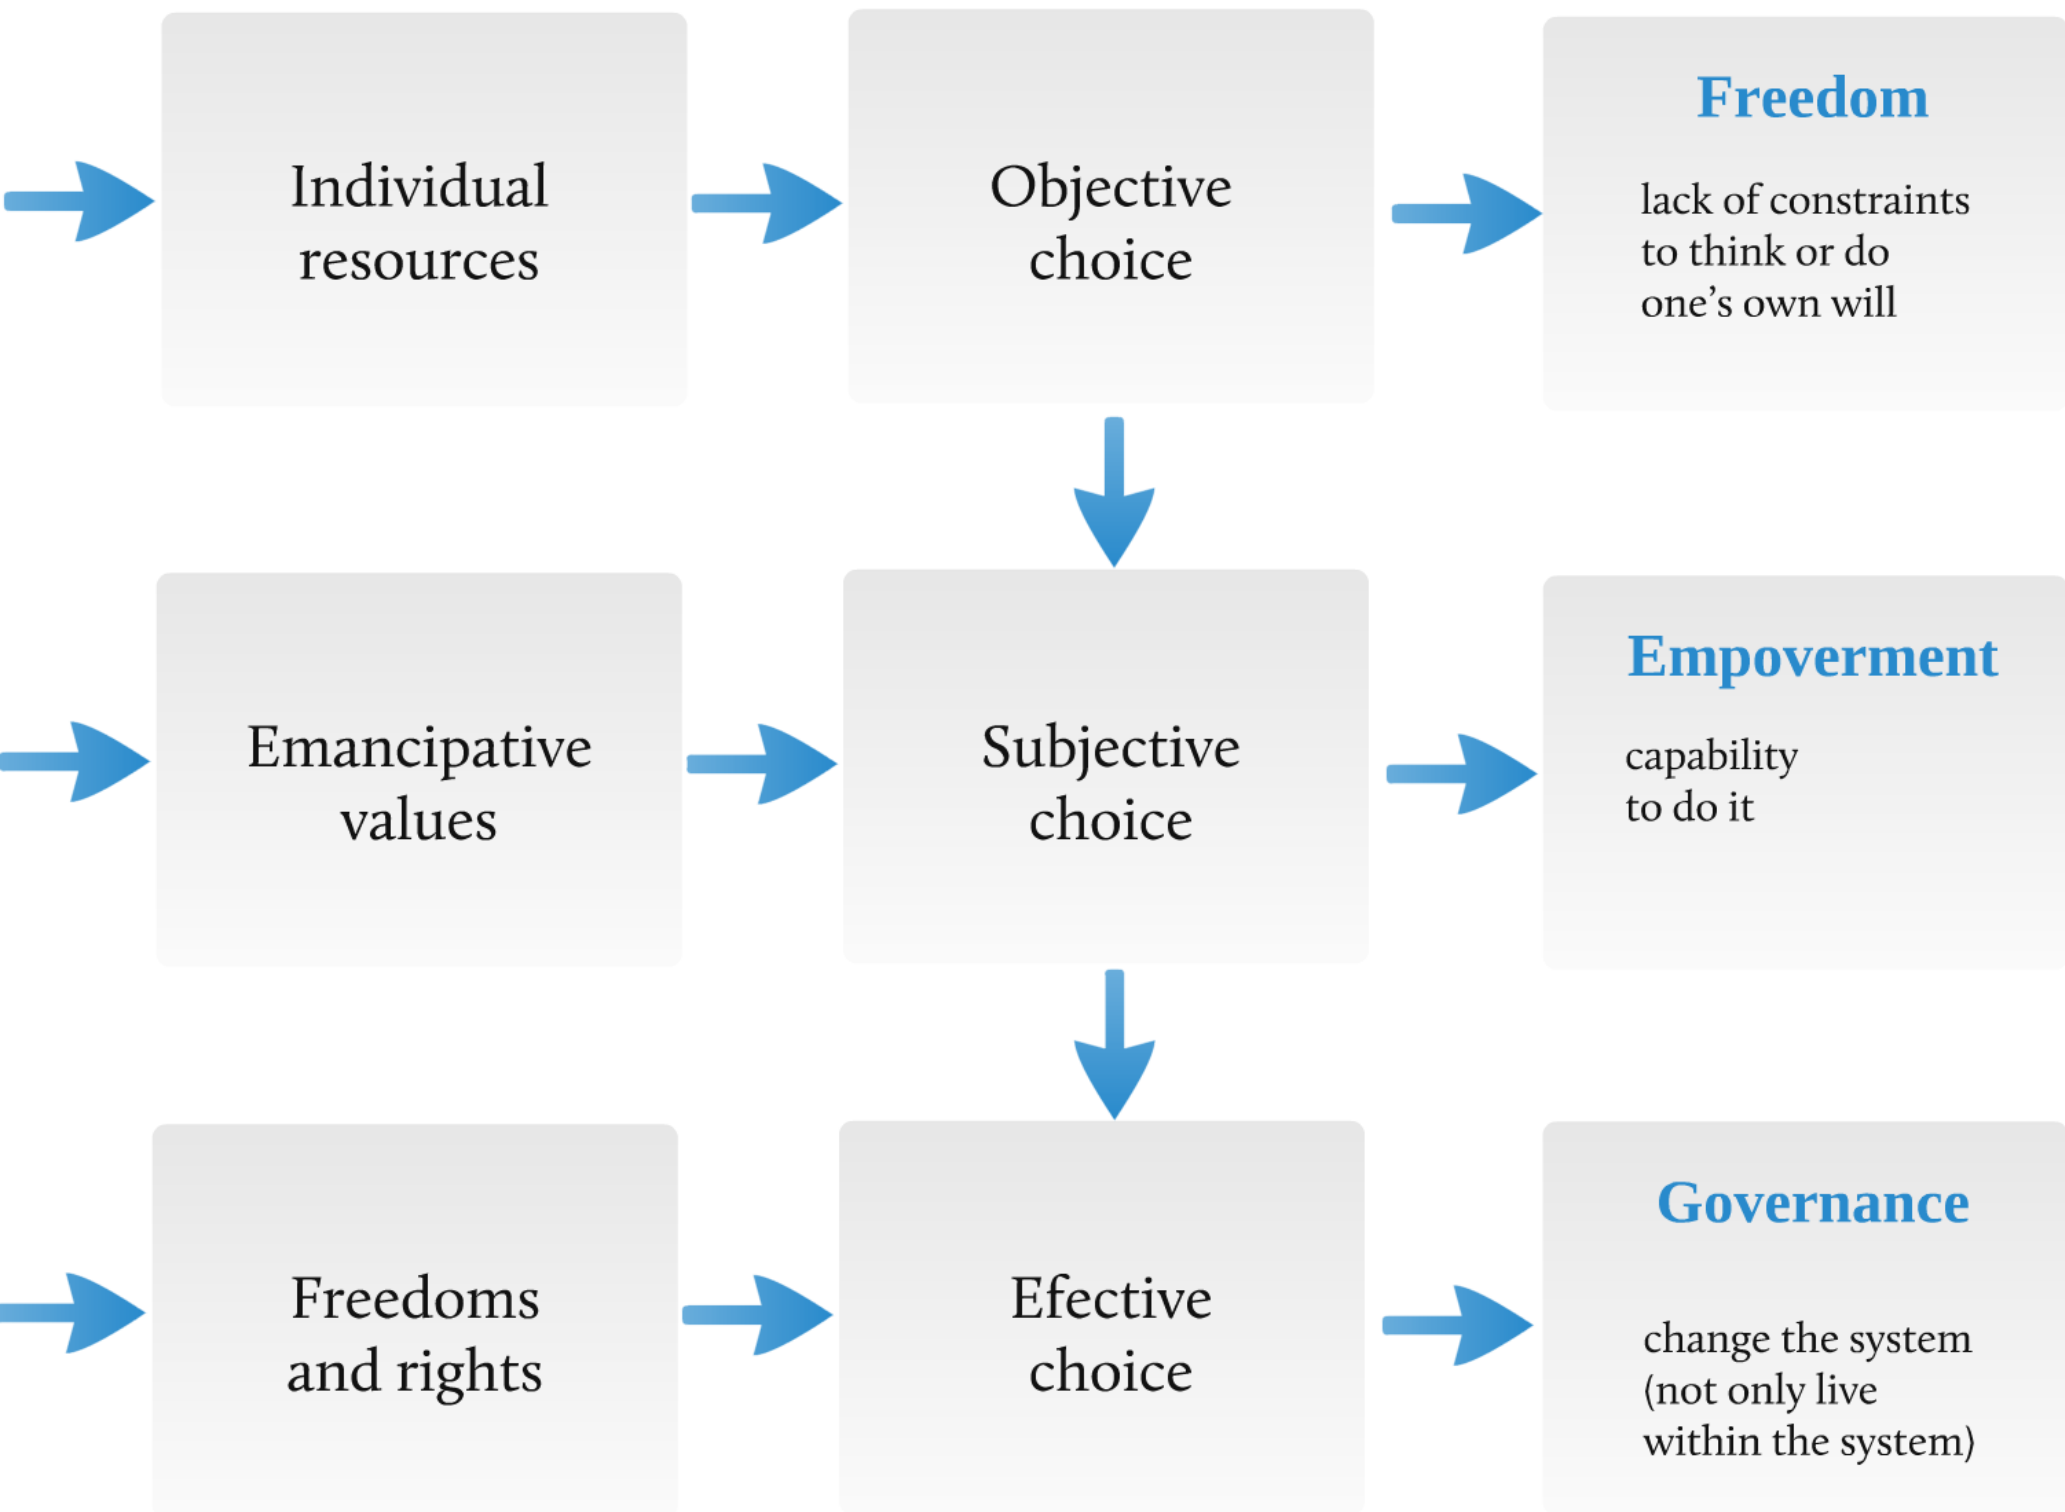 Individual
resources
Objective
choice
Freedom
lack of constraints
to think or do
one’s own will
Emancipative
values
Subjective
choice
Empoverment
capability
to do it
Freedoms
and rights
Efective
choice
Governance
change the system
(not only live
within the system)